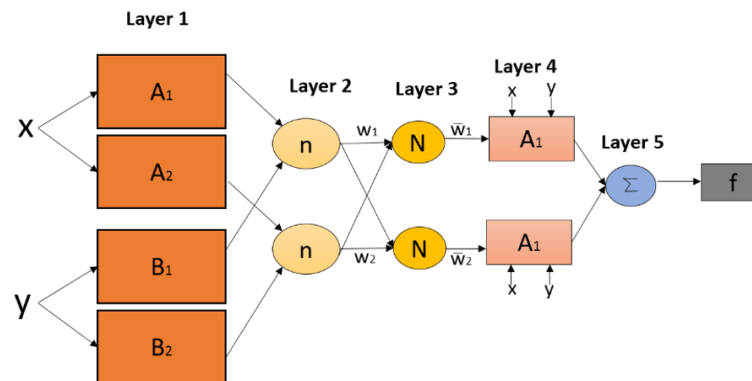 Layer 1
Layer 2
Layer 3
Layer 4
Layer 5
x
y
A1
A2
B1
B2
n
n
w1
w2
N
N
w̅1
w̅2
x y
A1
A1
x y
Σ
f